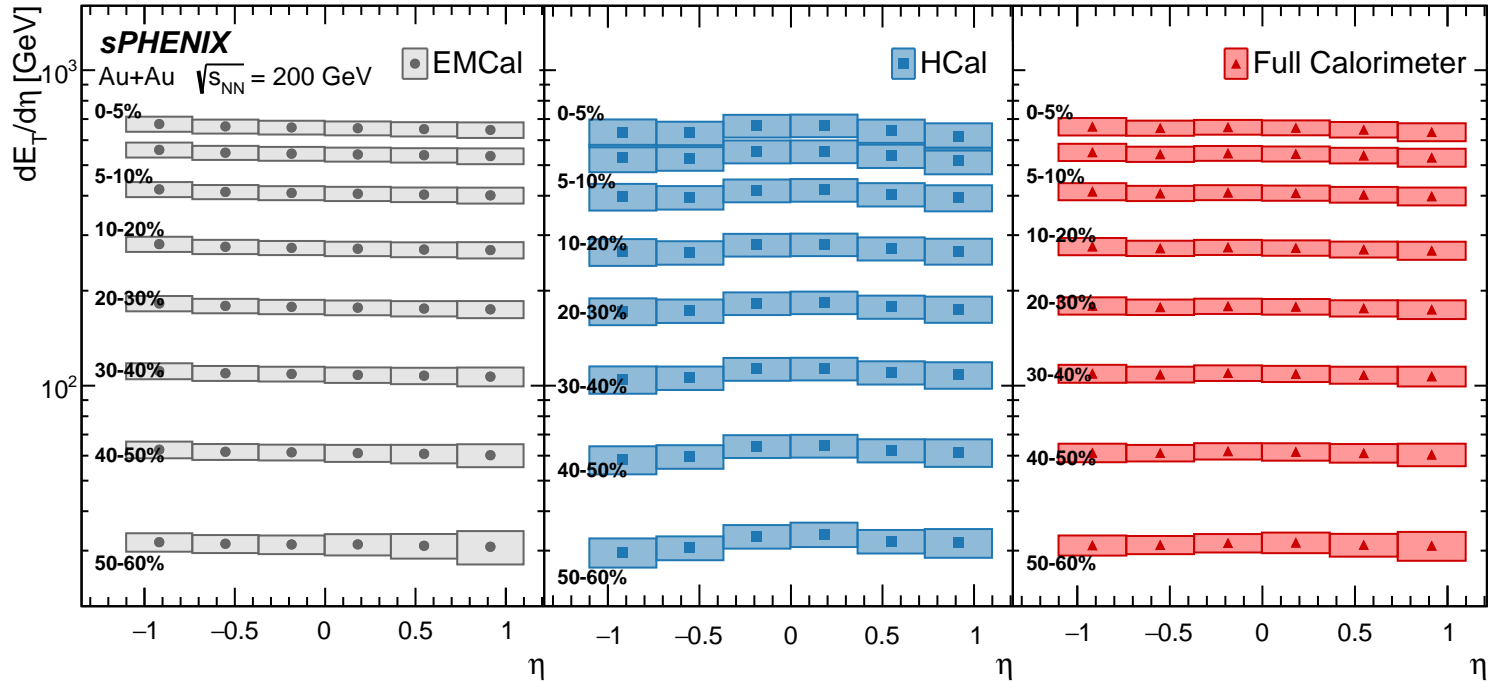 sPHENIX
Au+Au √sNN = 200 GeV
EMCal
HCal
Full Calorimeter
dET/dη [GeV]
10³
10²
0-5%
5-10%
10-20%
20-30%
30-40%
40-50%
50-60%
0-5%
5-10%
10-20%
20-30%
30-40%
40-50%
50-60%
0-5%
5-10%
10-20%
20-30%
30-40%
40-50%
50-60%
−1 −0.5 0 0.5 1
−1 −0.5 0 0.5 1
−1 −0.5 0 0.5 1
η
η
η